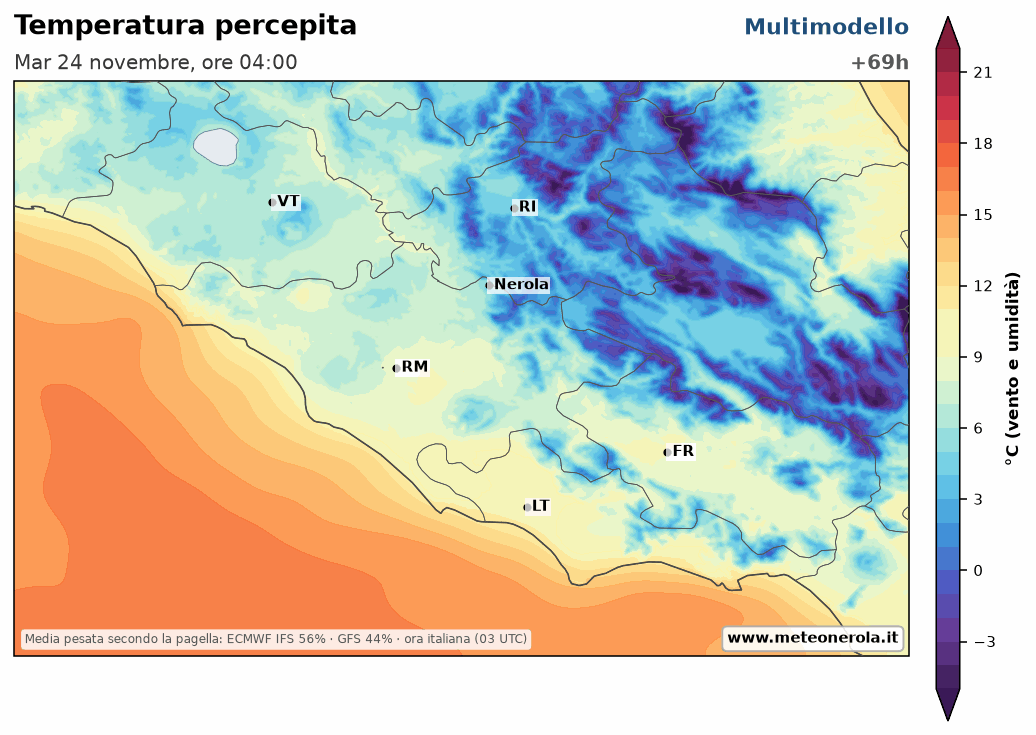 Temperatura percepita
Multimodello
Mar 24 novembre, ore 04:00
+69h
21
18
15
12
9
6
3
0
−3
°C (vento e umidità)
VT
RI
Nerola
RM
FR
LT
Media pesata secondo la pagella: ECMWF IFS 56% · GFS 44% · ora italiana (03 UTC)
www.meteonerola.it